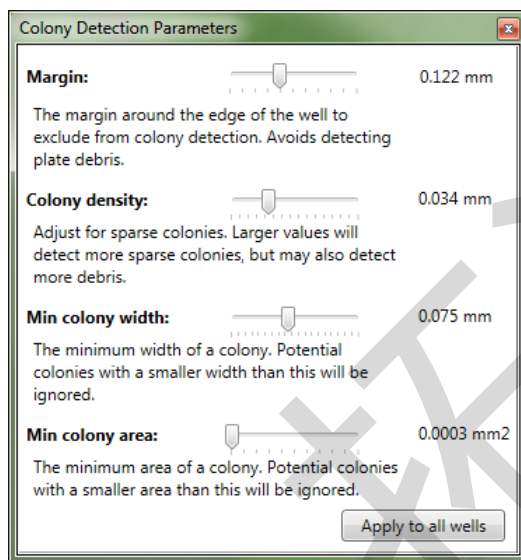 Colony Detection Parameters
Margin: 0.122 mm
The margin around the edge of the well to
exclude from colony detection. Avoids detecting
plate debris.
Colony density: 0.034 mm
Adjust for sparse colonies. Larger values will
detect more sparse colonies, but may also detect
more debris.
Min colony width: 0.075 mm
The minimum width of a colony. Potential
colonies with a smaller width than this will be
ignored.
Min colony area: 0.0003 mm2
The minimum area of a colony. Potential colonies
with a smaller area than this will be ignored.
Apply to all wells